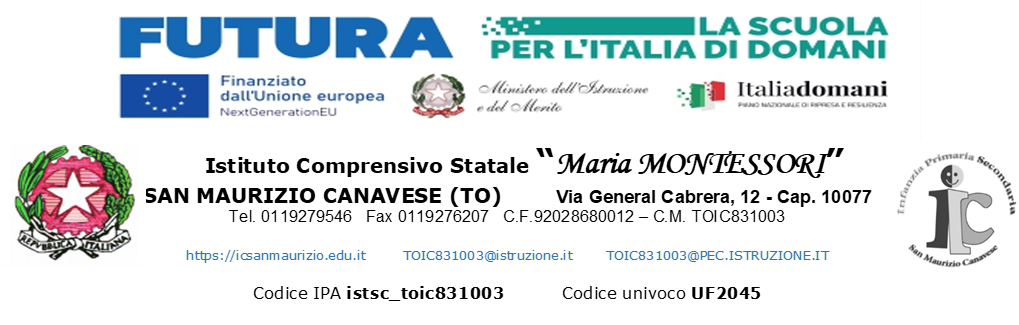 FUTURA
LA SCUOLA
PER L'ITALIA DI DOMANI
Finanziato
dall'Unione europea
NextGenerationEU
Ministero dell'Istruzione
e del Merito
Italiadomani
PIANO NAZIONALE DI RIPRESA E RESILIENZA
Istituto Comprensivo Statale “Maria MONTESSORI”
SAN MAURIZIO CANAVESE (TO) Via General Cabrera, 12 - Cap. 10077
Tel. 0119279546 Fax 0119276207 C.F.92028680012 – C.M. TOIC831003
https://icsanmaurizio.edu.it TOIC831003@istruzione.it TOIC831003@PEC.ISTRUZIONE.IT
Codice IPA istsc_toic831003 Codice univoco UF2045
REPVBBLICA ITALIANA
Infanzia Primaria Secondaria
IC
San Maurizio Canavese